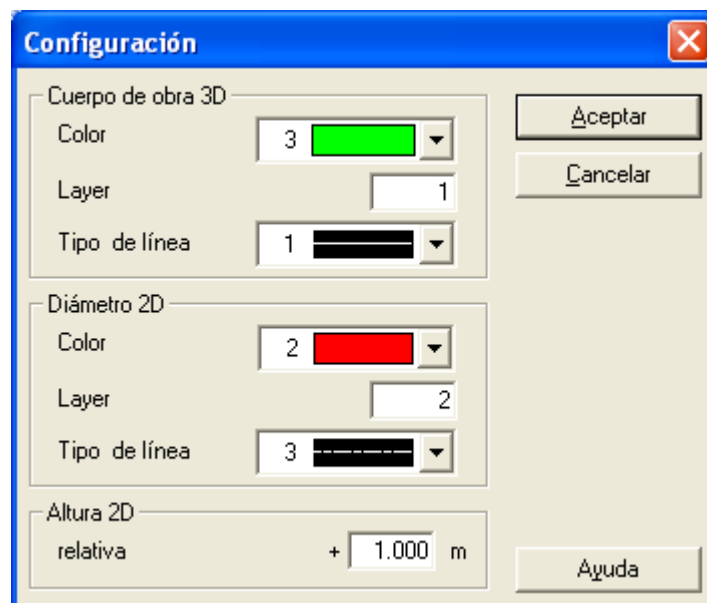 Configuración
Cuerpo de obra 3D
Color 3
Layer 1
Tipo de línea 1
Diámetro 2D
Color 2
Layer 2
Tipo de línea 3
Altura 2D
relativa + 1.000 m
Aceptar
Cancelar
Ayuda